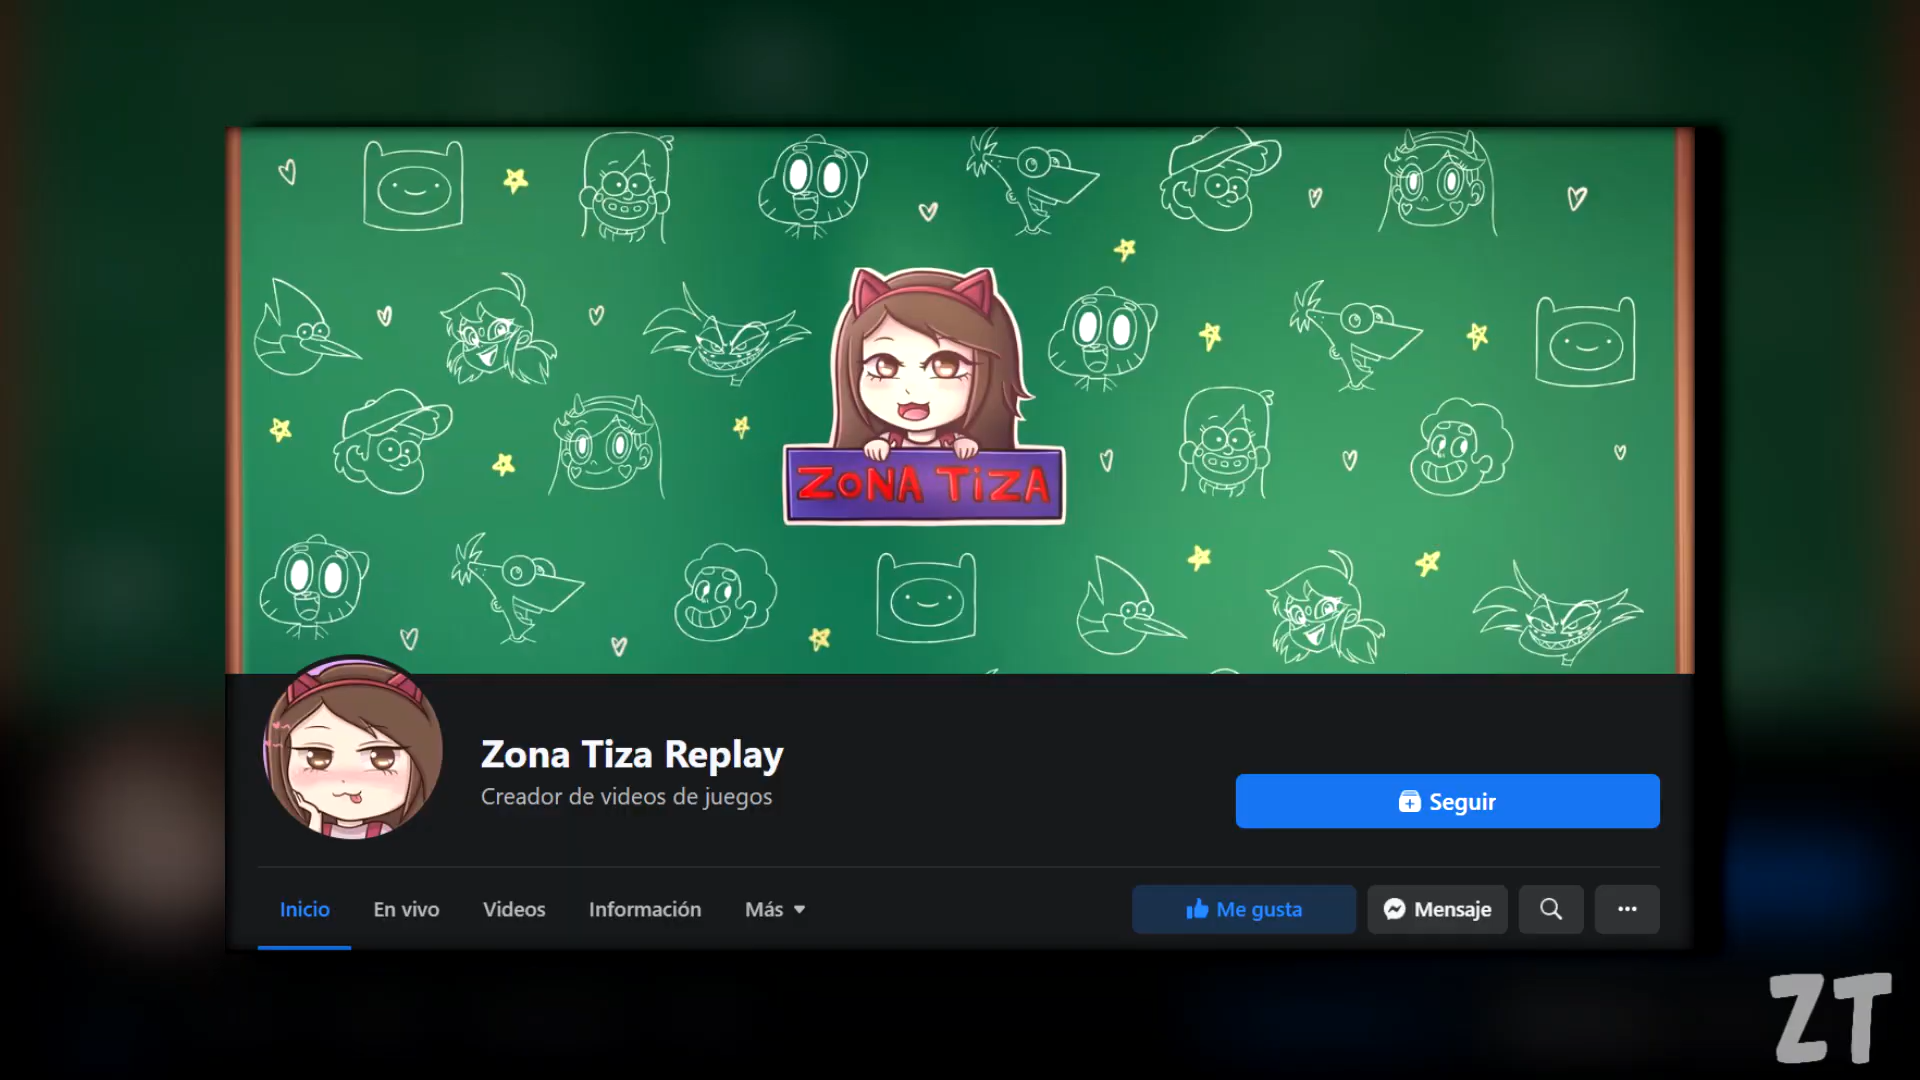 ZONA TiZA
Zona Tiza Replay
Creador de videos de juegos
Seguir
Inicio
En vivo
Videos
Información
Más
Me gusta
Mensaje
ZT